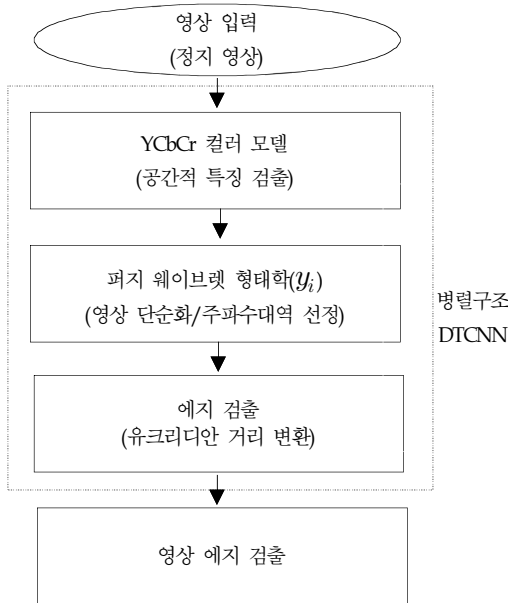 영상 입력
(정지 영상)
YCbCr 컬러 모델
(공간적 특징 검출)
퍼지 웨이브렛 형태학(y_i)
(영상 단순화/주파수대역 선정)
병렬구조
DTCNN
에지 검출
(유크리디안 거리 변환)
영상 에지 검출